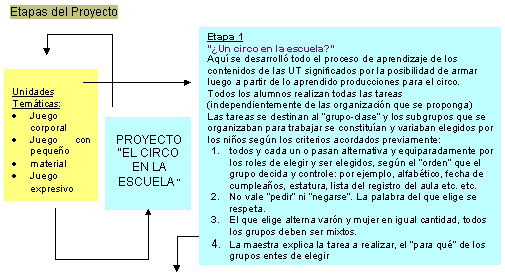 Etapas del Proyecto
Unidades
Temáticas:
• Juego
corporal
• Juego con
pequeño
• material
• Juego
expresivo
PROYECTO
"EL CIRCO
EN LA
ESCUELA "
Etapa 1
"¿Un circo en la escuela?"
Aquí se desarrolló todo el proceso de aprendizaje de los
contenidos de las UT significados por la posibilidad de armar
luego a partir de lo aprendido producciones para el circo.
Todos los alumnos realizan todas las tareas
(independientemente de las organización que se proponga)
Las tareas se destinan al "grupo-clase" y los subgrupos que se
organizaban para trabajar se constituían y variaban elegidos por
los niños según los criterios acordados previamente:
1. todos y cada uno pasan alternativa y equiparadamente por
los roles de elegir y ser elegidos, según el "orden" que el
grupo decida y controle: por ejemplo, alfabético, fecha de
cumpleaños, estatura, lista del registro del aula etc. etc.
2. No vale "pedir" ni "negarse". La palabra del que elige se
respeta.
3. El que elige alterna varón y mujer en igual cantidad, todos
los grupos deben ser mixtos.
4. La maestra explica la tarea a realizar, el "para qué" de los
grupos entes de elegir